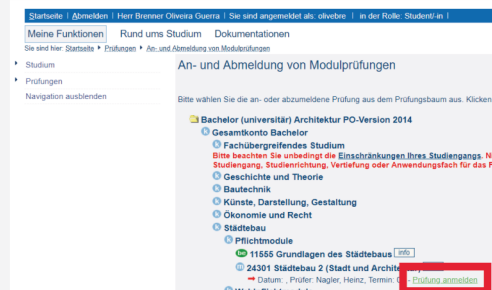 Startseite | Abmelden | Herr Brenner Oliveira Guerra | Sie sind angemeldet als: olivebre | in der Rolle: Student/-in |
Meine Funktionen Rund ums Studium Dokumentationen
Sie sind hier: Startseite Prüfungen An- und Abmeldung von Modulprüfungen
Studium
Prüfungen
Navigation ausblenden
An- und Abmeldung von Modulprüfungen
Bitte wählen Sie die an- oder abzumeldene Prüfung aus dem Prüfungsbaum aus. Klicken
Bachelor (universitär) Architektur PO-Version 2014
Gesamtkonto Bachelor
Fachübergreifendes Studium
Bitte beachten Sie unbedingt die Einschränkungen Ihres Studiengangs. N
Studiengang, Studienrichtung, Vertiefung oder Anwendungsfach für das F
Geschichte und Theorie
Bautechnik
Künste, Darstellung, Gestaltung
Ökonomie und Recht
Städtebau
Pflichtmodule
11555 Grundlagen des Städtebaus Info
24301 Städtebau 2 (Stadt und Archite
Datum: , Prüfer: Nagler, Heinz, Termin: - Prüfung anmelden